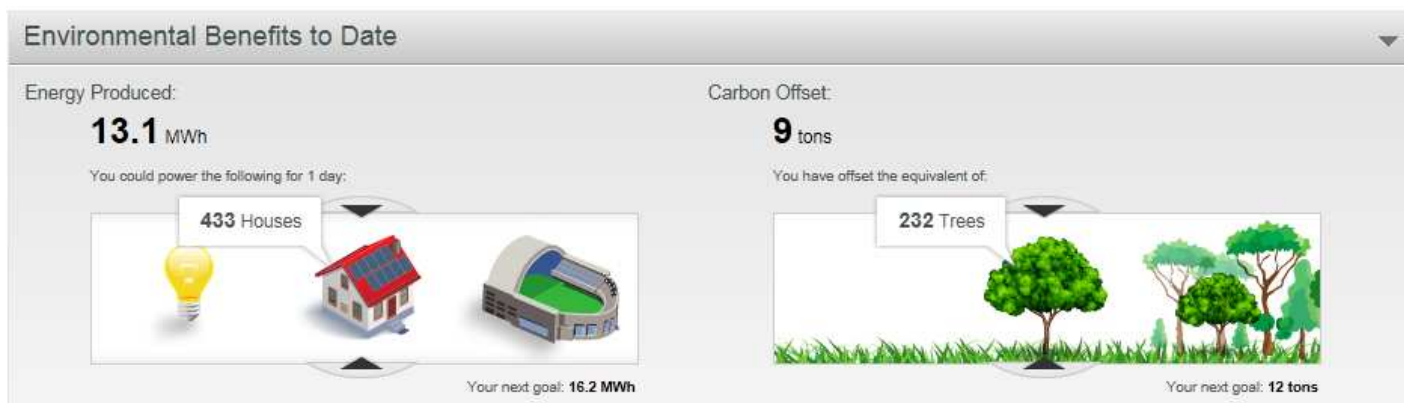 Environmental Benefits to Date
Energy Produced:
13.1 MWh
You could power the following for 1 day:
433 Houses
Your next goal: 16.2 MWh
Carbon Offset:
9 tons
You have offset the equivalent of:
232 Trees
Your next goal: 12 tons